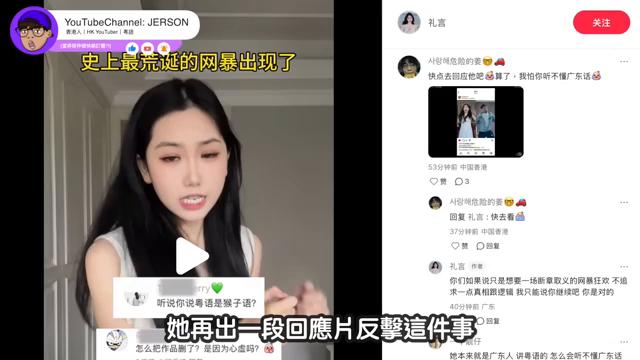 YouTubeChannel: JERSON
香港人 | HK YouTuber | 粵語
史上最荒诞的网暴出现了
rry💚
听说你说粤语是猴子语?
怎么把作品删了? 是因为心虚吗?
她再出一段回應片反擊這件事
礼言
关注
사랑해危险的姜🤓🚗
快点去回应他吧🤡算了,我怕你听不懂广东话🤡
53分钟前 中国香港
赞
3
사랑해危险的姜🤓🚗
回复 礼言:快去看
37分钟前 中国香港
赞
回复
礼言 作者
你们如果说只是想要一场断章取义的网暴狂欢 不追
求一点真相跟逻辑 我只能说你继续吧 你是对的
40分钟前 广东
回复
靓仔
她本来就是广东人 讲粤语的 怎么会听不懂广东话